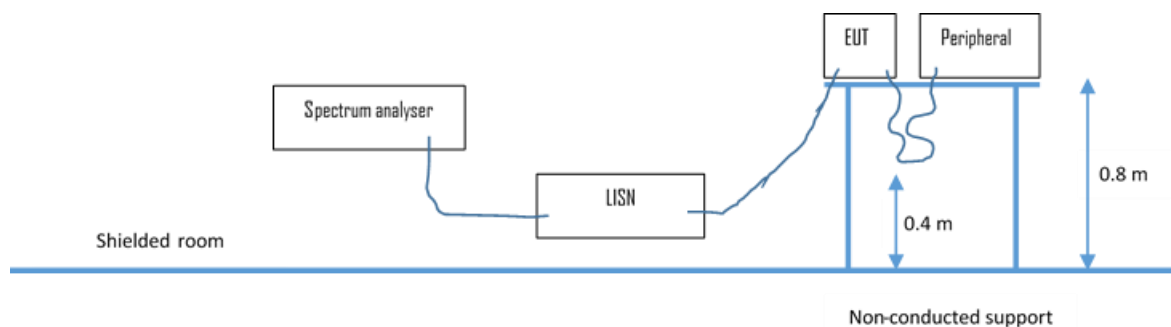 EUT
Peripheral
Spectrum analyser
LISN
0.8 m
0.4 m
Shielded room
Non-conducted support